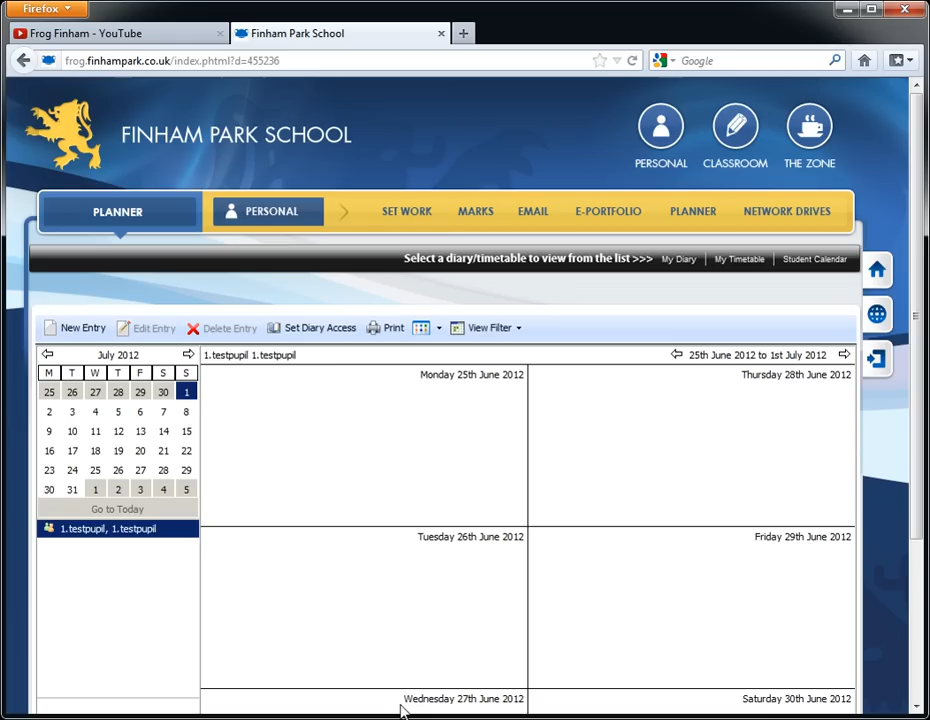 Firefox
Frog Finham - YouTube
Finham Park School
frog.finhampark.co.uk/index.phtml?d=455236
Google
FINHAM PARK SCHOOL
PERSONAL
CLASSROOM
THE ZONE
PLANNER
PERSONAL
SET WORK
MARKS
EMAIL
E-PORTFOLIO
PLANNER
NETWORK DRIVES
Select a diary/timetable to view from the list >>>
My Diary
My Timetable
Student Calendar
New Entry
Edit Entry
Delete Entry
Set Diary Access
Print
View Filter
July 2012
1.testpupil 1.testpupil
25th June 2012 to 1st July 2012
M T W T F S S
25 26 27 28 29 30 1
2 3 4 5 6 7 8
9 10 11 12 13 14 15
16 17 18 19 20 21 22
23 24 25 26 27 28 29
30 31 1 2 3 4 5
Go to Today
1.testpupil, 1.testpupil
Monday 25th June 2012
Thursday 28th June 2012
Tuesday 26th June 2012
Friday 29th June 2012
Wednesday 27th June 2012
Saturday 30th June 2012